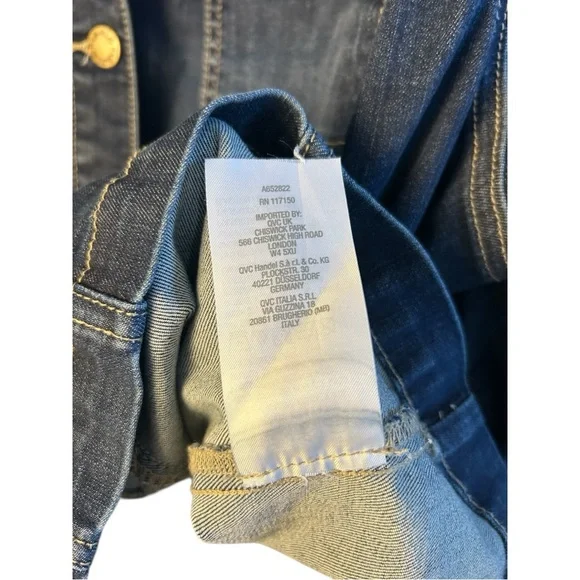 A652822
RN 117150
IMPORTED BY:
QVC UK
CHISWICK PARK
566 CHISWICK HIGH ROAD
LONDON
W4 5XU
QVC Handel S.à r.l. & Co. KG
PLOCKSTR. 30
40221 DÜSSELDORF
GERMANY
QVC ITALIA S.R.L
VIA GUZZINA 18
20861 BRUGHERIO (MB)
ITALY